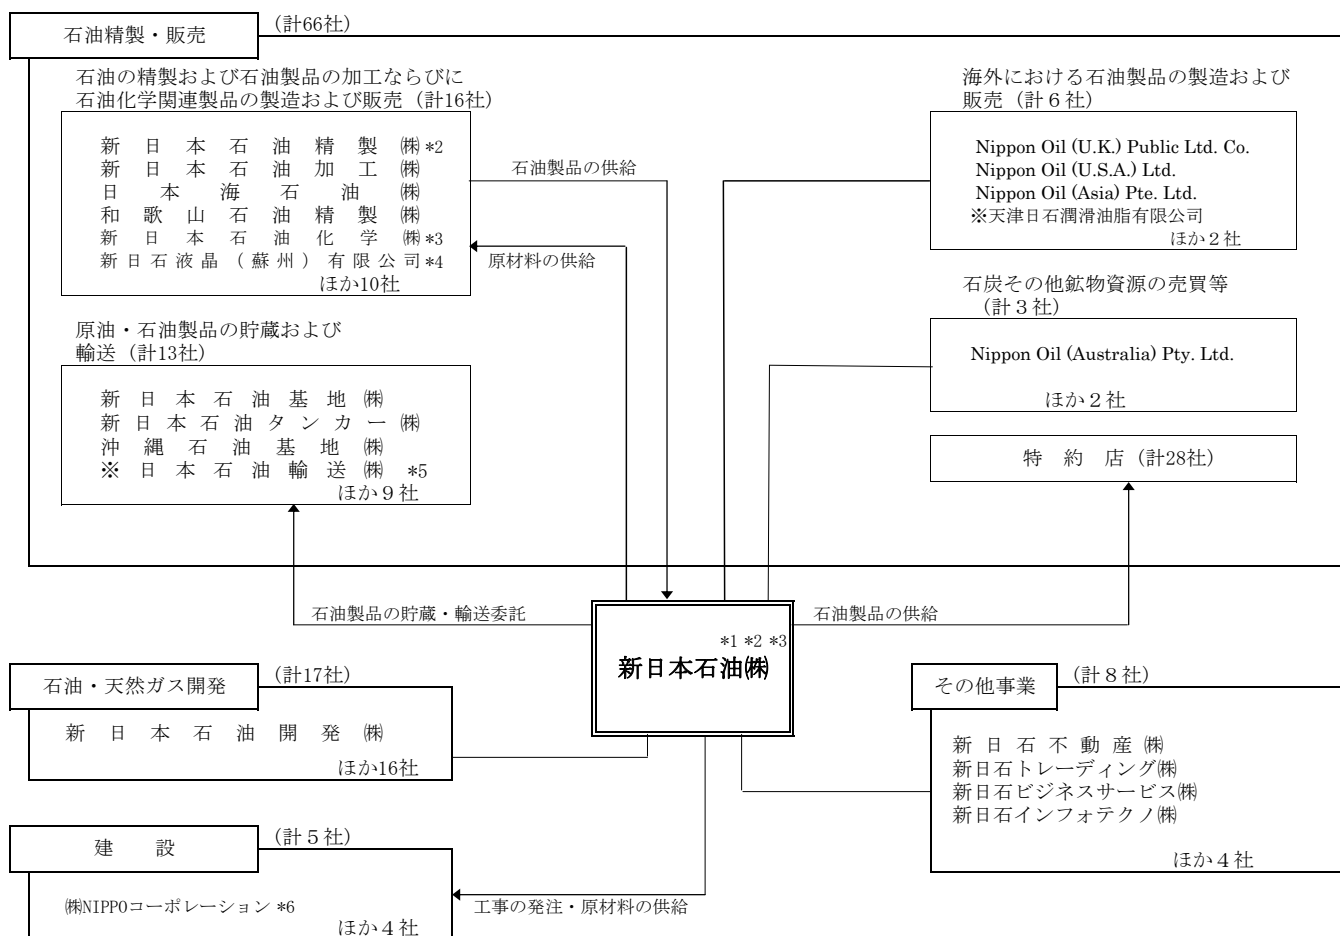 石油精製・販売
(計66社)
石油の精製および石油製品の加工ならびに
石油化学関連製品の製造および販売 (計16社)
新日本石油精製㈱*2
新日本石油加工㈱
日本海石油㈱
和歌山石油精製㈱
新日本石油化学㈱*3
新日石液晶(蘇州)有限公司*4
ほか10社
石油製品の供給
原材料の供給
原油・石油製品の貯蔵および
輸送 (計13社)
新日本石油基地㈱
新日本石油タンカー㈱
沖縄石油基地㈱
※日本石油輸送㈱ *5
ほか9社
海外における石油製品の製造および
販売 (計6社)
Nippon Oil (U.K.) Public Ltd. Co.
Nippon Oil (U.S.A.) Ltd.
Nippon Oil (Asia) Pte. Ltd.
※天津日石潤滑油脂有限公司
ほか2社
石炭その他鉱物資源の売買等
(計3社)
Nippon Oil (Australia) Pty. Ltd.
ほか2社
特約店 (計28社)
石油製品の貯蔵・輸送委託
石油製品の供給
*1 *2 *3
新日本石油㈱
石油・天然ガス開発
(計17社)
新日本石油開発㈱
ほか16社
建設
(計5社)
㈱NIPPOコーポレーション *6
ほか4社
工事の発注・原材料の供給
その他事業
(計8社)
新日石不動産㈱
新日石トレーディング㈱
新日石ビジネスサービス㈱
新日石インフォテクノ㈱
ほか4社